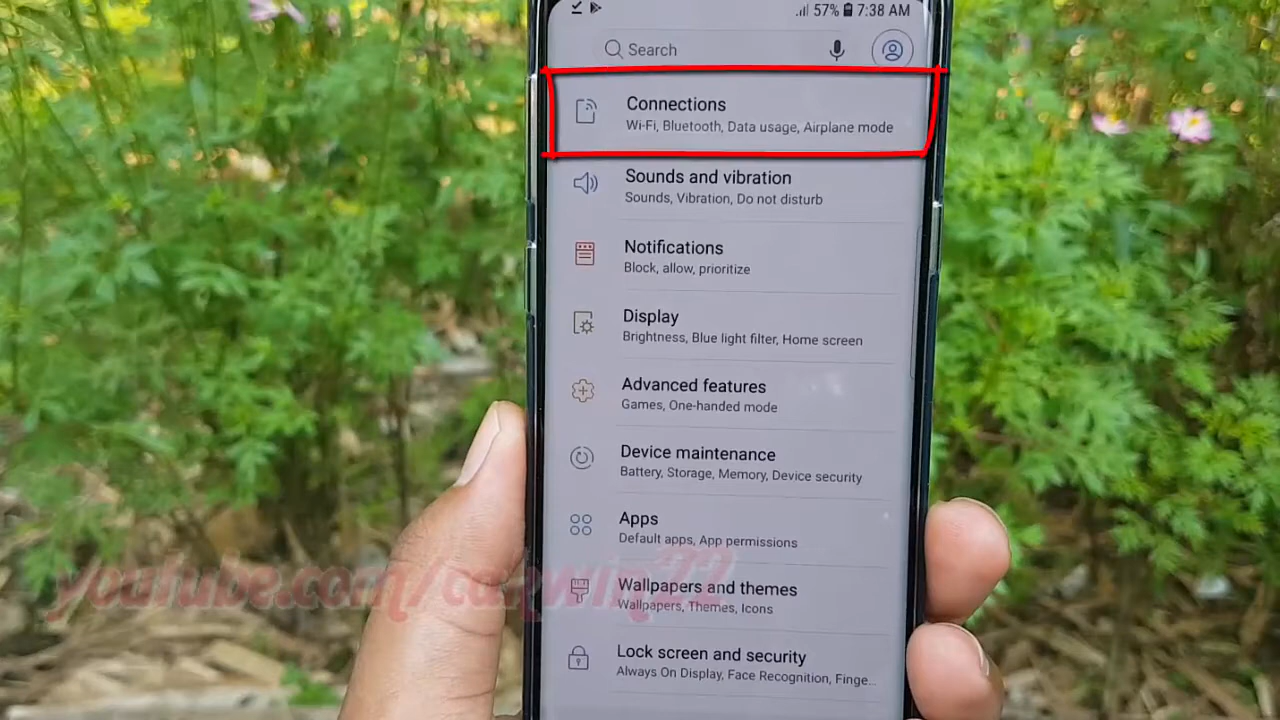 57% 7:38 AM
Search
Connections
Wi-Fi, Bluetooth, Data usage, Airplane mode
Sounds and vibration
Sounds, Vibration, Do not disturb
Notifications
Block, allow, prioritize
Display
Brightness, Blue light filter, Home screen
Advanced features
Games, One-handed mode
Device maintenance
Battery, Storage, Memory, Device security
Apps
Default apps, App permissions
Wallpapers and themes
Wallpapers, Themes, Icons
Lock screen and security
Always On Display, Face Recognition, Finge...